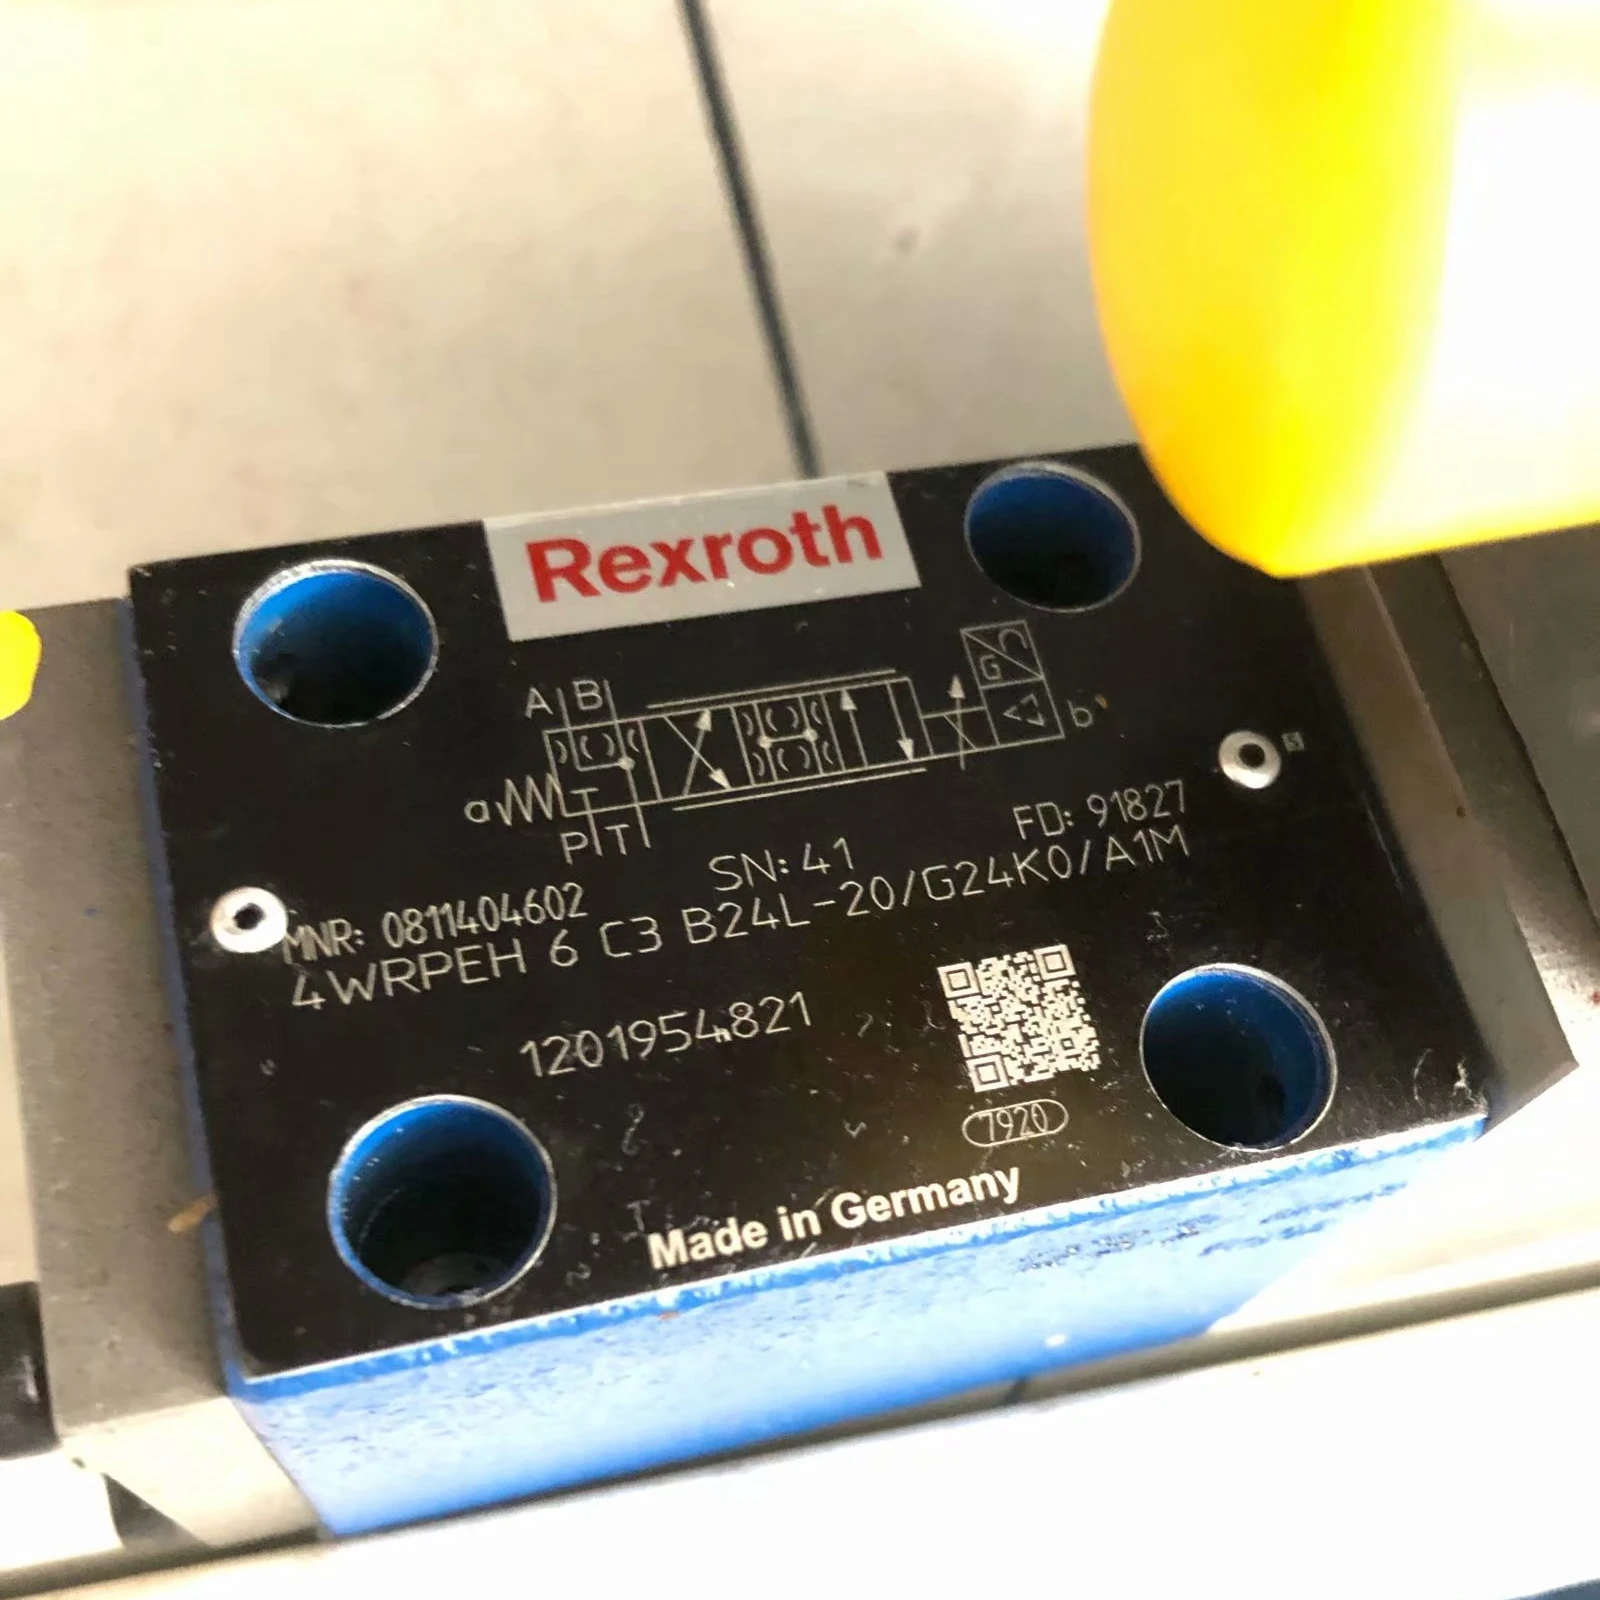 Rexroth
A B
G
a b
P T
SN: 41 FD: 91827
MNR: 0811404602
4WRPEH 6 C3 B24L-20/G24K0/A1M
1201954821
7920
Made in Germany